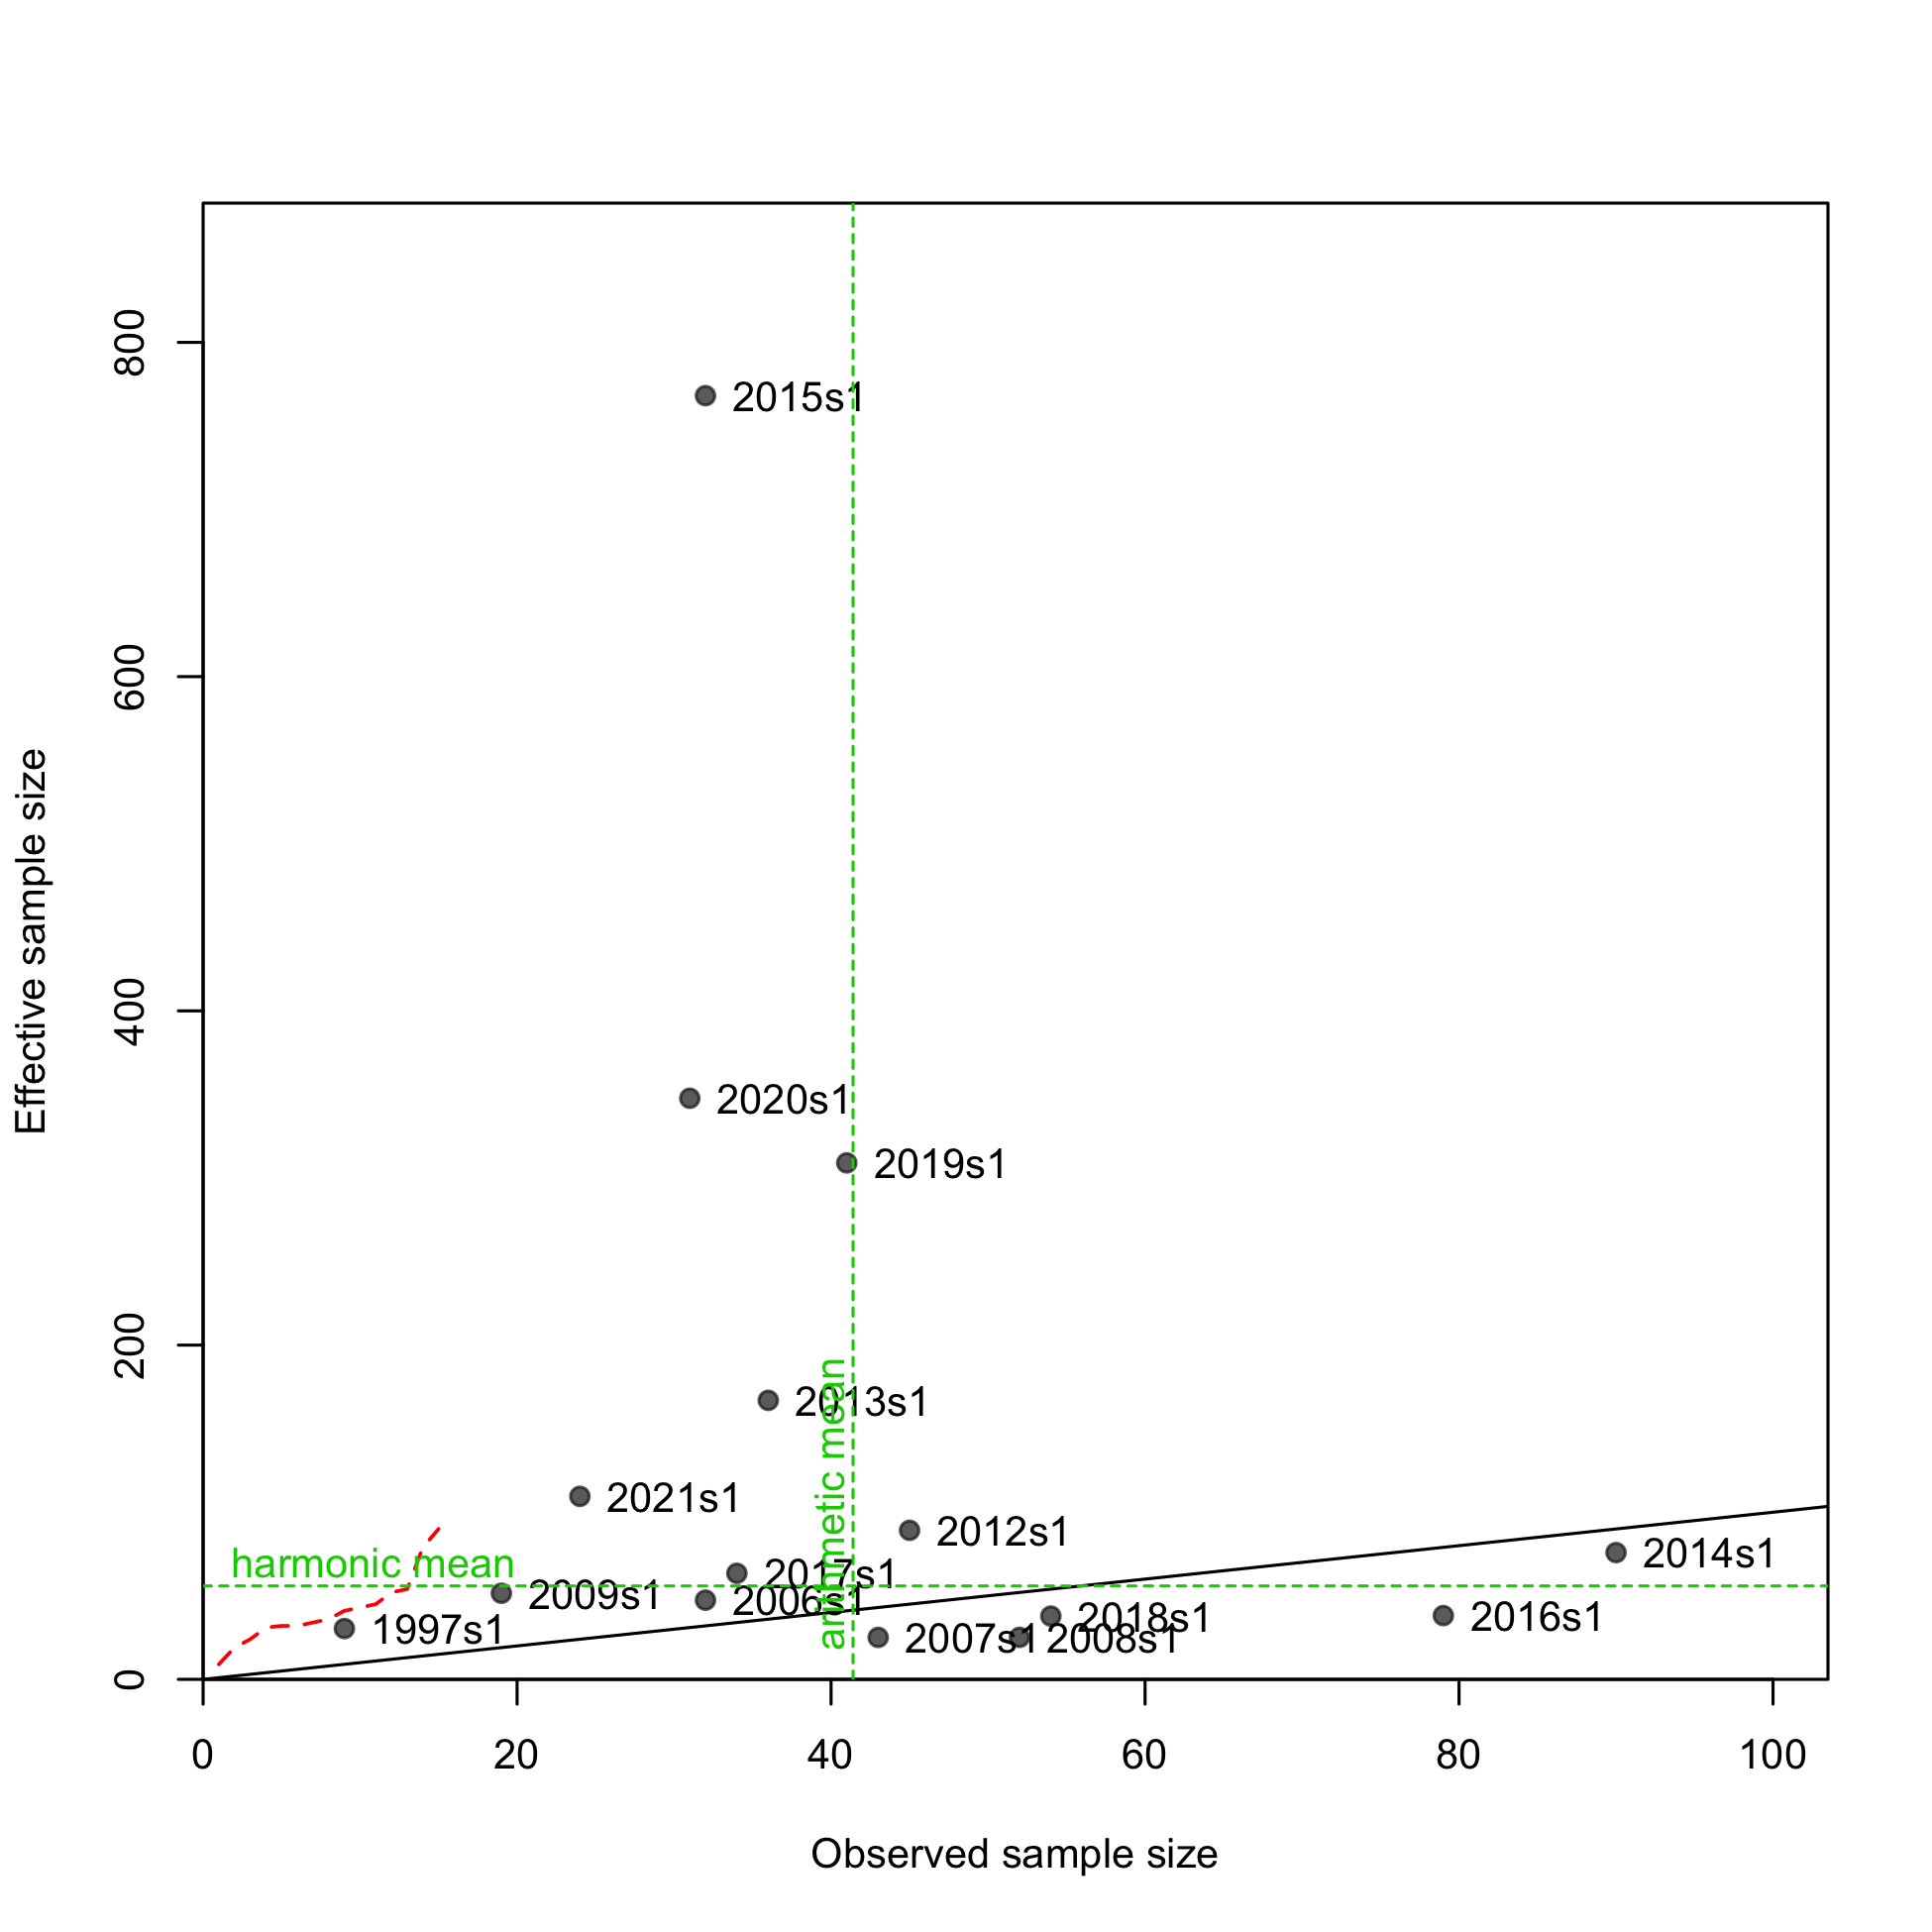 800
2015s1
600
Effective sample size
400
2020s1
2019s1
200
2013s1
arithmetic mean
2021s1
2012s1
2014s1
harmonic mean
2017s1
2009s1
2006s1
1997s1
2018s1
2016s1
2007s1
2008s1
0
0 20 40 60 80 100
Observed sample size